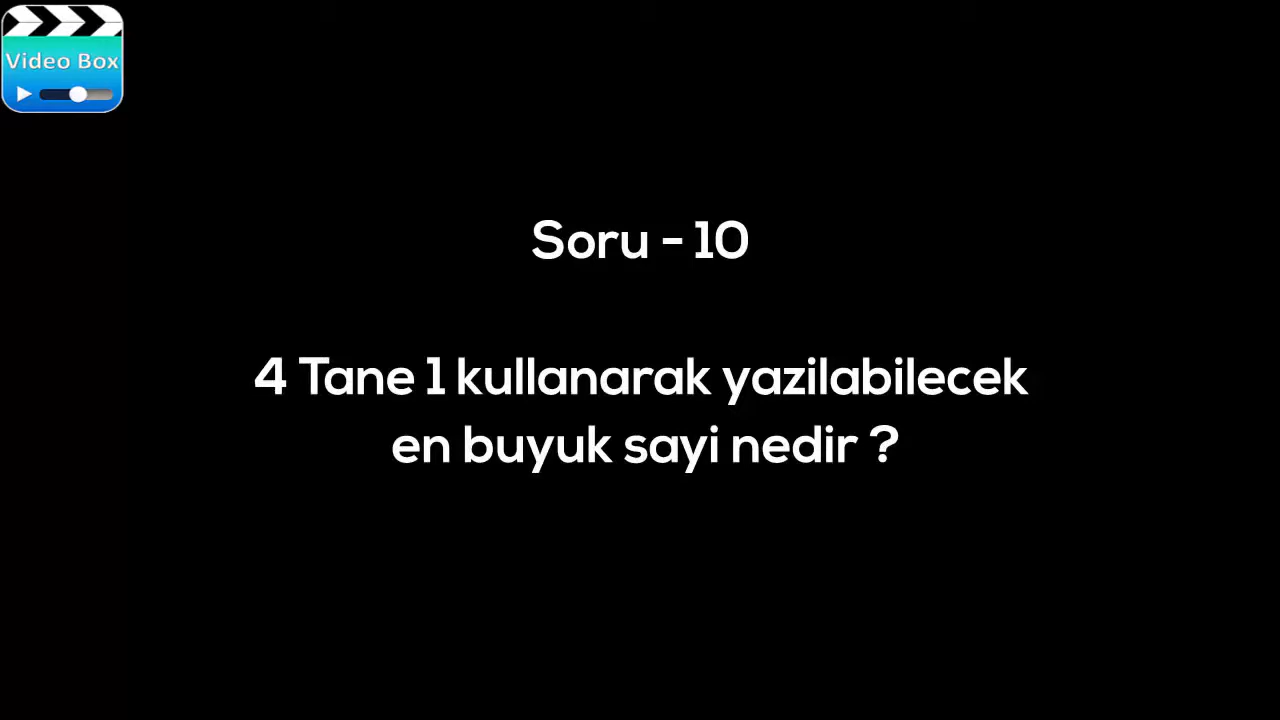 Video Box
Soru - 10
4 Tane 1 kullanarak yazilabilecek
en buyuk sayi nedir ?